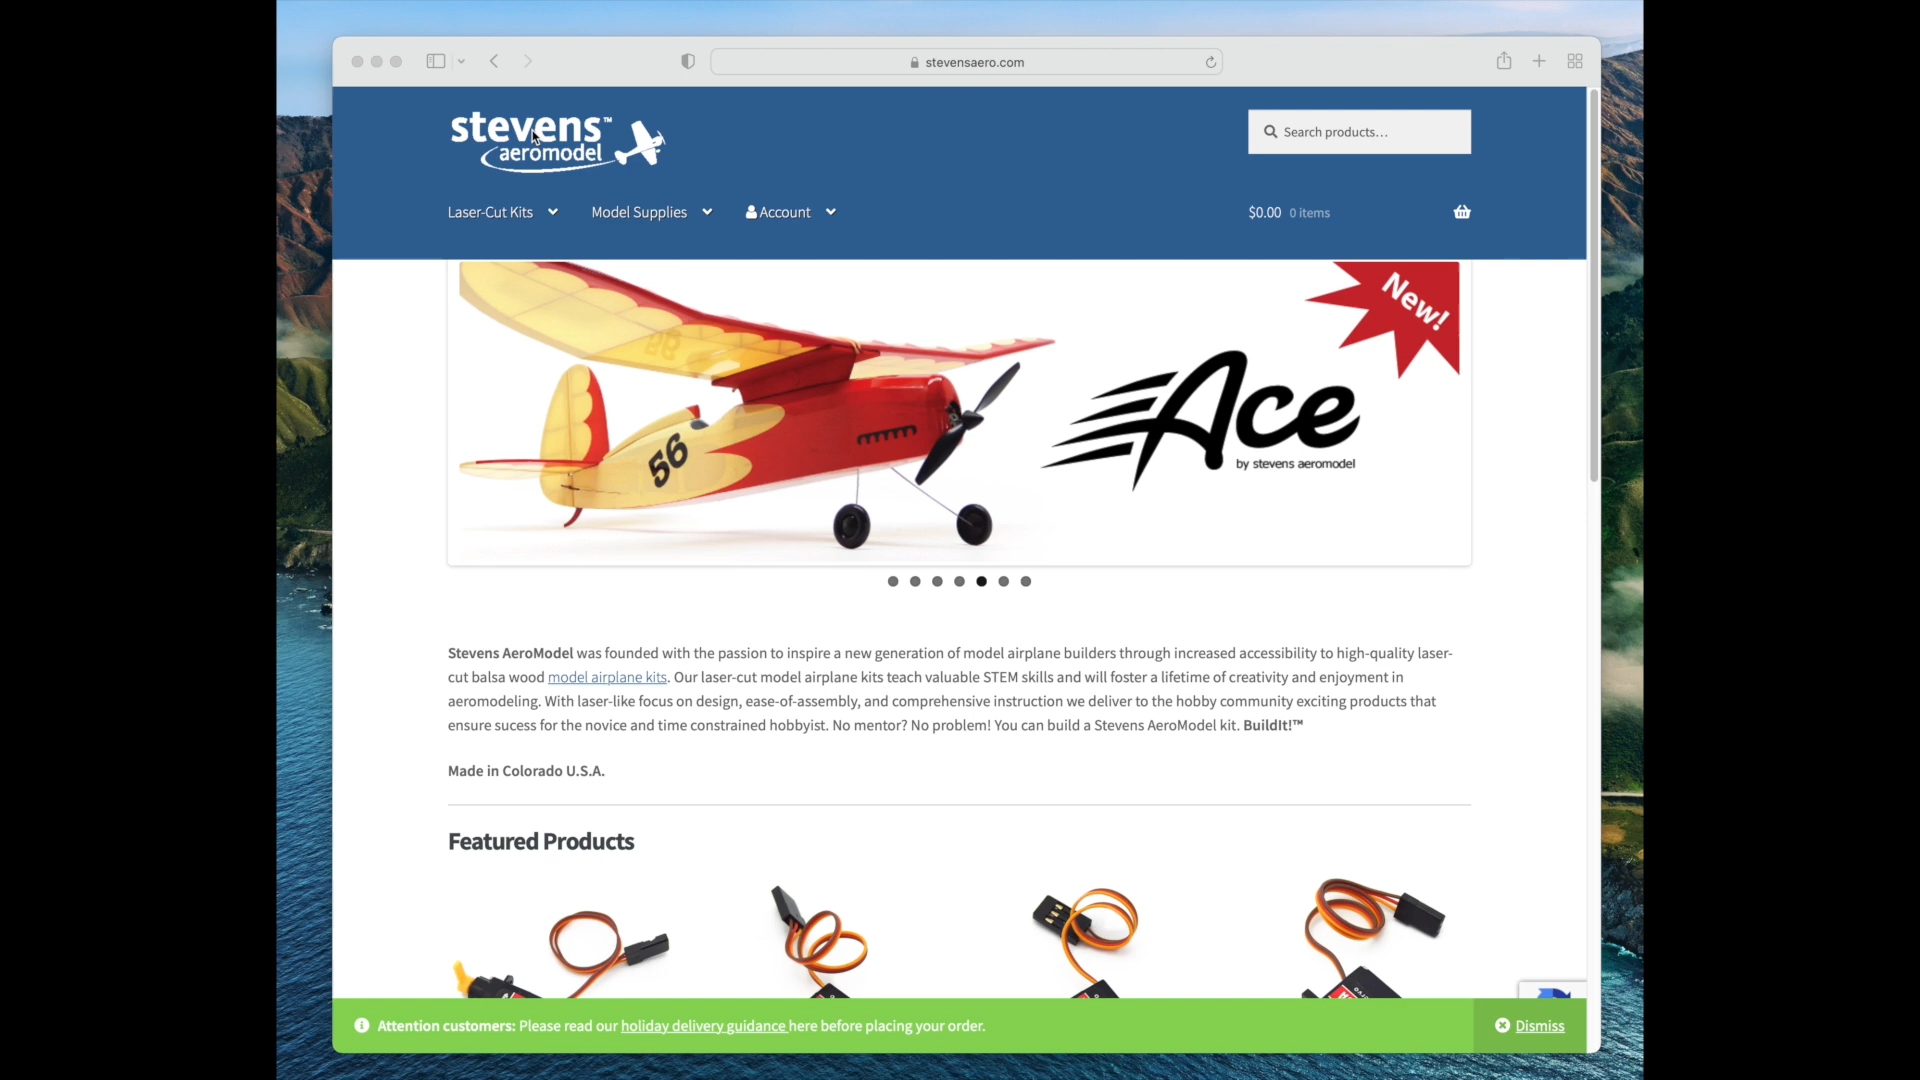 stevensaero.com
stevens™
aeromodel
Search products…
Laser-Cut Kits
Model Supplies
Account
$0.00 0 items
New!
56
Ace
by stevens aeromodel
Stevens AeroModel was founded with the passion to inspire a new generation of model airplane builders through increased accessibility to high-quality laser-
cut balsa wood model airplane kits. Our laser-cut model airplane kits teach valuable STEM skills and will foster a lifetime of creativity and enjoyment in
aeromodeling. With laser-like focus on design, ease-of-assembly, and comprehensive instruction we deliver to the hobby community exciting products that
ensure sucess for the novice and time constrained hobbyist. No mentor? No problem! You can build a Stevens AeroModel kit. BuildIt!™
Made in Colorado U.S.A.
Featured Products
Attention customers: Please read our holiday delivery guidance here before placing your order.
Dismiss